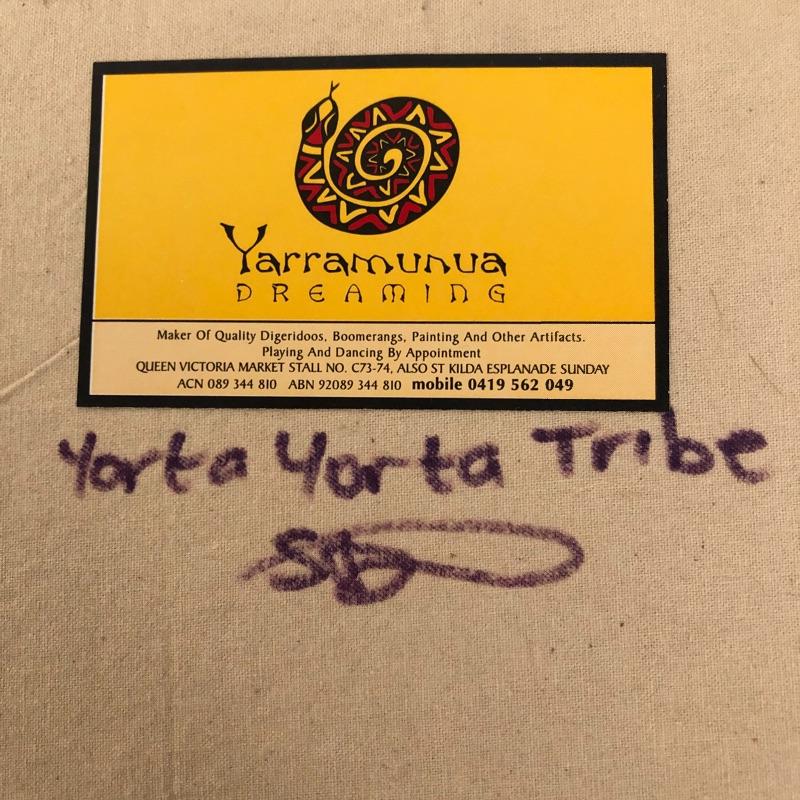 Yarramunua
DREAMING
Maker Of Quality Digeridoos, Boomerangs, Painting And Other Artifacts.
Playing And Dancing By Appointment
QUEEN VICTORIA MARKET STALL NO. C73-74, ALSO ST KILDA ESPLANADE SUNDAY
ACN 089 344 810 ABN 92089 344 810 mobile 0419 562 049
Yorta Yorta Tribe